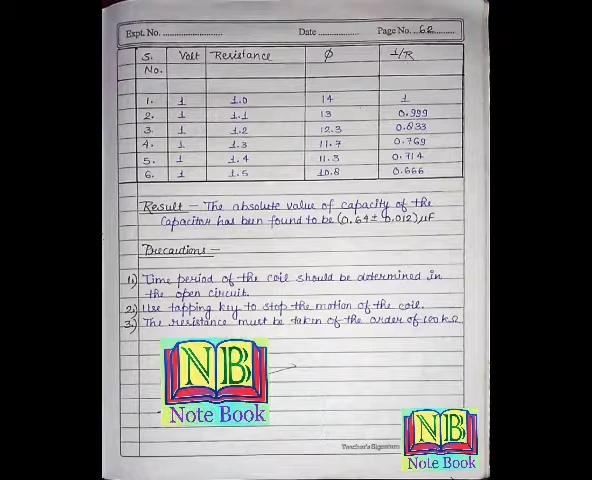 Expt. No. ........................ Date ................ Page No. ..62........
S. No. Volt Resistance ϕ 1/R
1. 1 1.0 14 1
2. 1 1.1 13 0.999
3. 1 1.2 12.3 0.833
4. 1 1.3 11.7 0.769
5. 1 1.4 11.3 0.714
6. 1 1.5 10.8 0.666
Result - The absolute value of capacity of the
capacitor has been found to be (0.64 ± 0.012) μF
Precautions -
1) Time period of the coil should be determined in
the open circuit.
2) Use tapping key to stop the motion of the coil.
3) The resistance must be taken of the order of 100 kΩ
NB
Note Book
Teacher's Signature
NB
Note Book